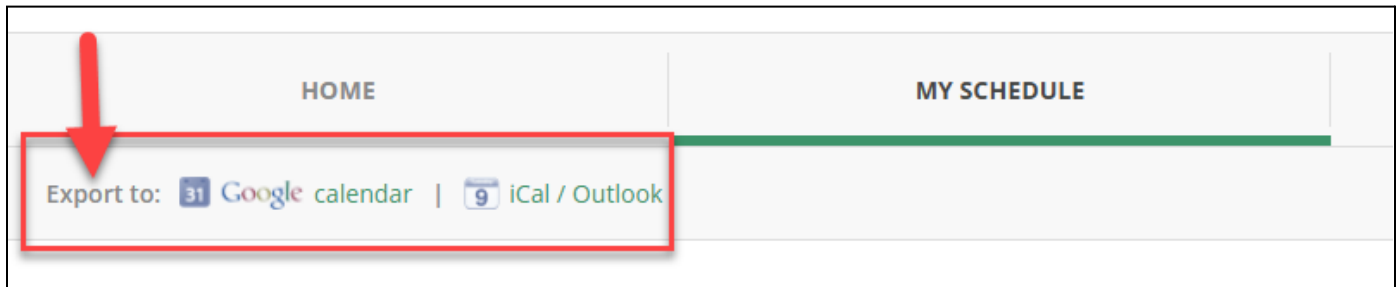 HOME MY SCHEDULE
Export to: 31 Google calendar | 9 iCal / Outlook